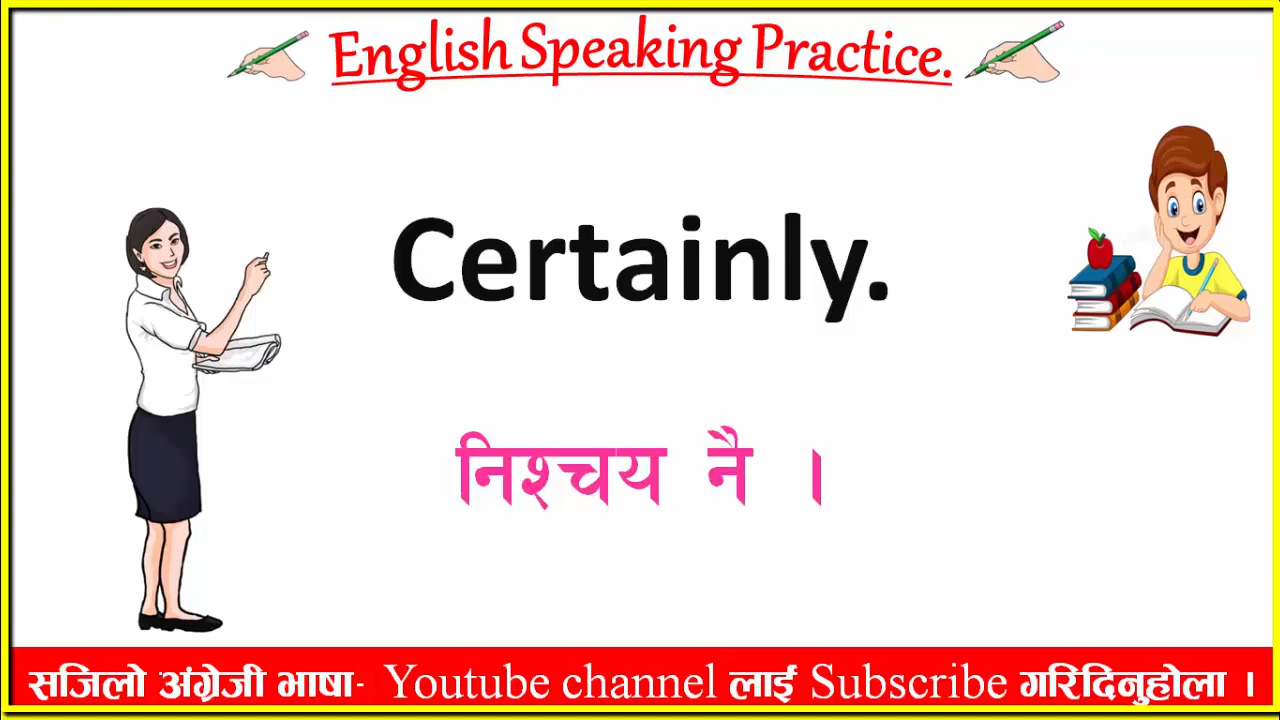 English Speaking Practice.
Certainly.
निश्चय नै ।
सजिलो अंग्रेजी भाषा- Youtube channel लाई Subscribe गरिदिनुहोला ।